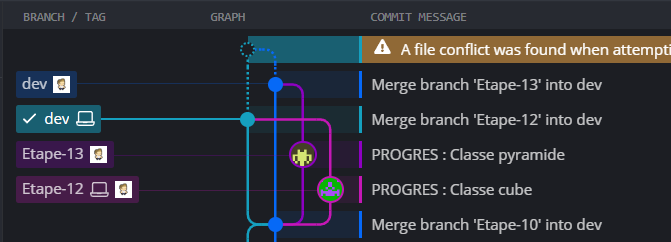 BRANCH / TAG GRAPH COMMIT MESSAGE
A file conflict was found when attempti
dev Merge branch 'Etape-13' into dev
dev Merge branch 'Etape-12' into dev
Etape-13 PROGRES : Classe pyramide
Etape-12 PROGRES : Classe cube
Merge branch 'Etape-10' into dev